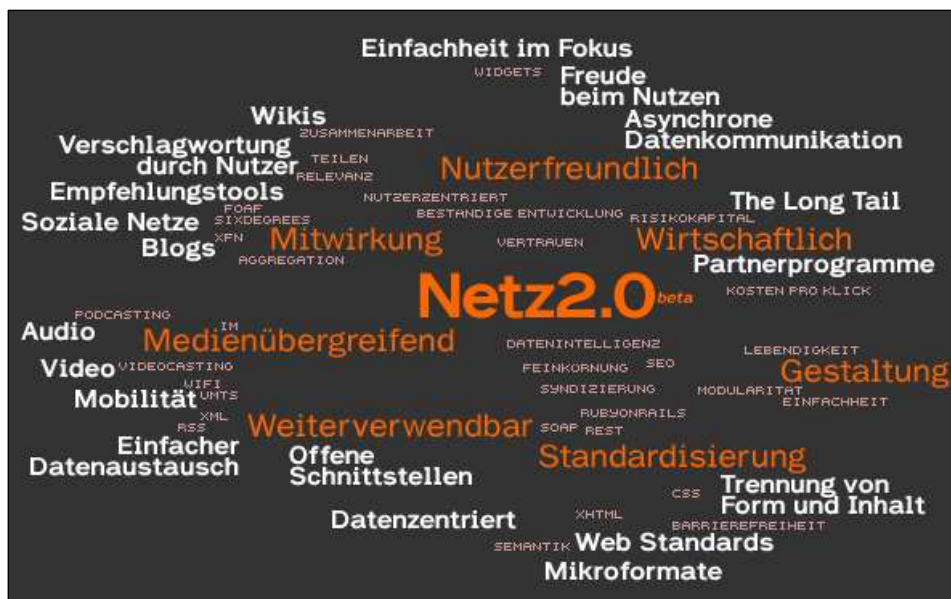 Einfachheit im Fokus
WIDGETS
Freude
beim Nutzen
Wikis
Asynchrone
Datenkommunikation
ZUSAMMENARBEIT
Verschlagwortung
durch Nutzer
TEILEN
RELEVANZ
Nutzerfreundlich
Empfehlungstools
NUTZERZENTRIERT
The Long Tail
FOAF
SIXDEGREES
Soziale Netze
BESTANDIGE ENTWICKLUNG
RISIKOKAPITAL
Blogs
XFN
Mitwirkung
VERTRAUEN
Wirtschaftlich
AGGREGATION
Partnerprogramme
Netz2.0 beta
KOSTEN PRO KLICK
PODCASTING
Audio
IM
Medienübergreifend
DATENINTELLIGENZ
LEBENDIGKEIT
Video
VIDEOCASTING
FEINKORNUNG
SEO
Gestaltung
WIFI
Mobilität
UMTS
SYNDIZIERUNG
MODULARITAT
EINFACHHEIT
XML
RSS
Weiterverwendbar
RUBYONRAILS
SOAP
REST
Einfacher
Datenaustausch
Offene
Schnittstellen
Standardisierung
CSS
Trennung von
Form und Inhalt
Datenzentriert
XHTML
BARRIEREFREIHEIT
SEMANTIK
Web Standards
Mikroformate